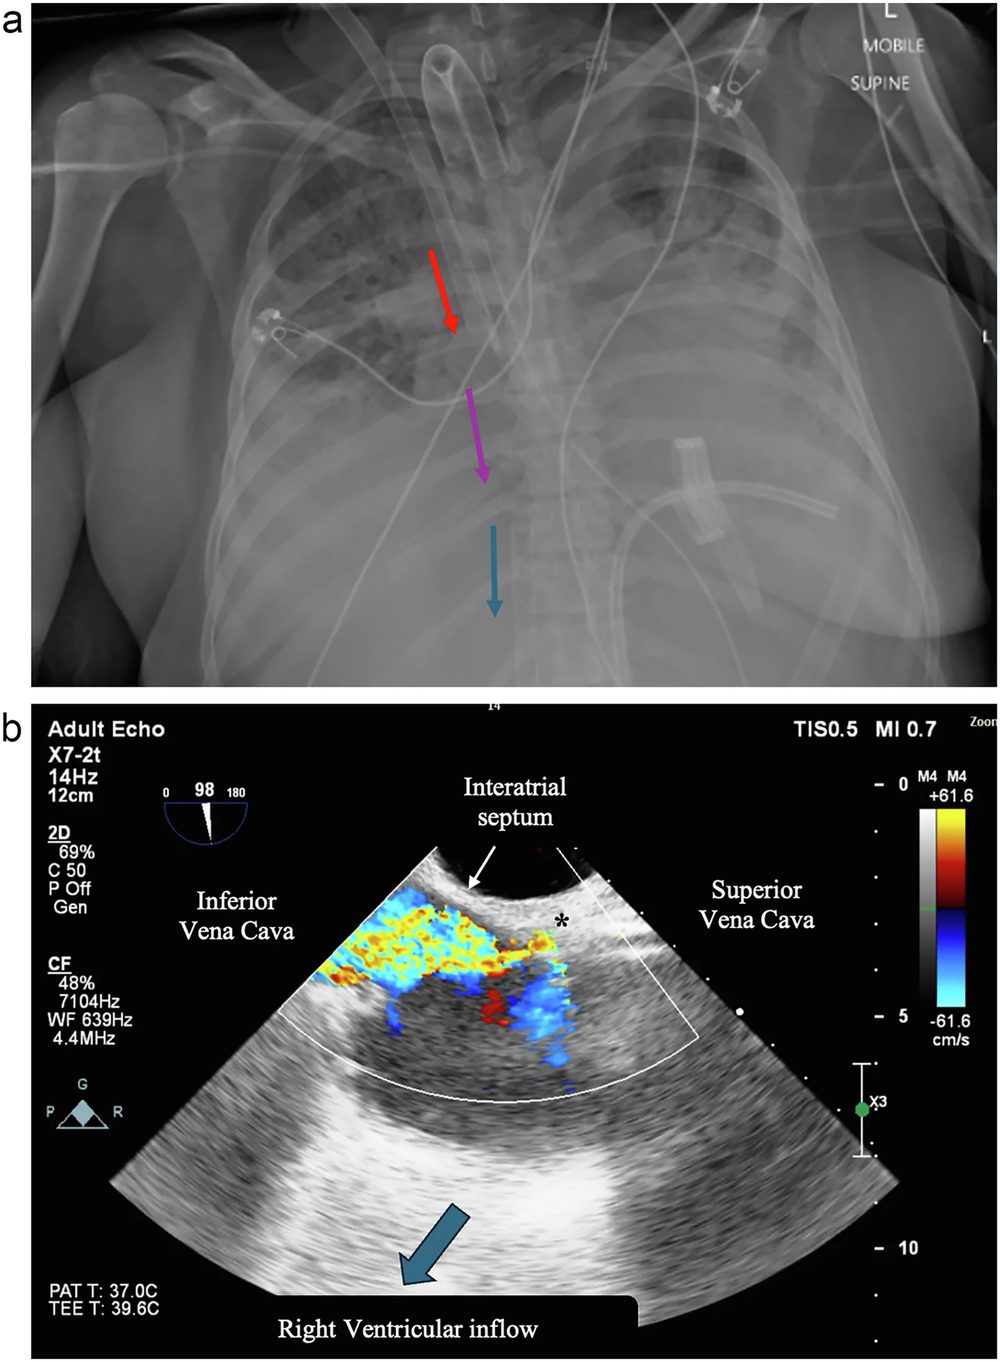 a
L
MOBILE
SUPINE
L
b
14
Adult Echo
TIS0.5 MI 0.7
Zoom
X7-2t
14Hz
12cm
0 98 180
2D
69%
C 50
P Off
Gen
CF
48%
7104Hz
WF 639Hz
4.4MHz
G
P R
Interatrial
septum
Inferior
Vena Cava
*
Superior
Vena Cava
M4 M4
+61.6
-61.6
cm/s
0
5
X3
10
PAT T: 37.0C
TEE T: 39.6C
Right Ventricular inflow